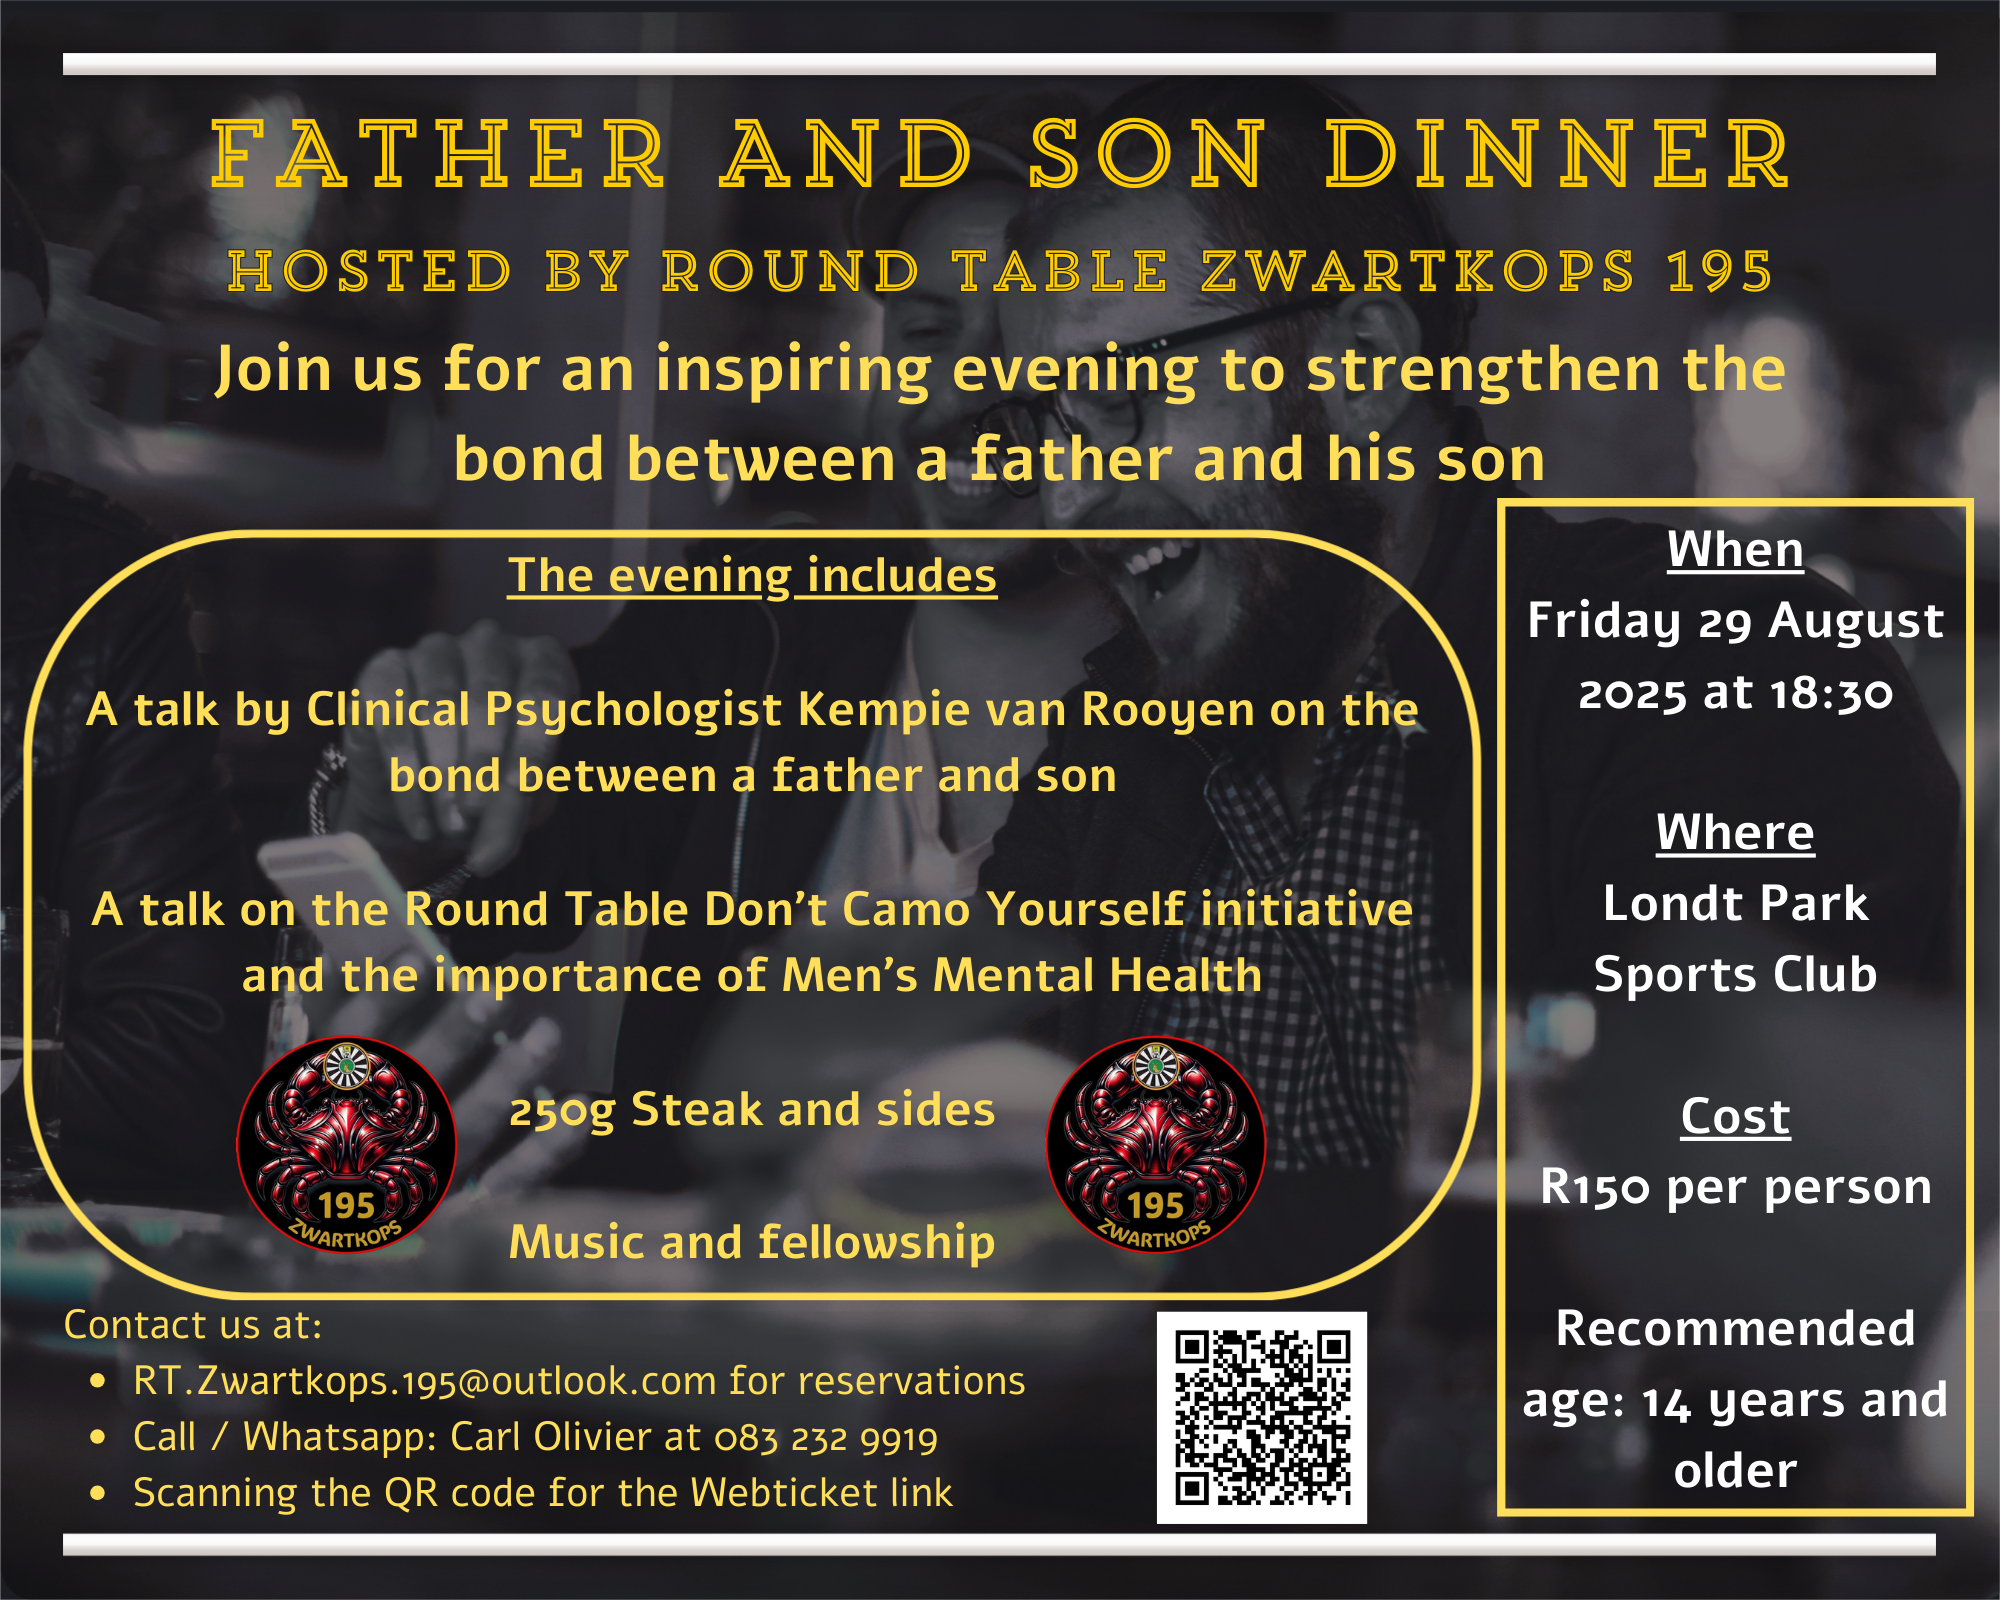 FATHER AND SON DINNER
HOSTED BY ROUND TABLE ZWARTKOPS 195
Join us for an inspiring evening to strengthen the
bond between a father and his son
The evening includes
A talk by Clinical Psychologist Kempie van Rooyen on the
bond between a father and son
A talk on the Round Table Don't Camo Yourself initiative
and the importance of Men's Mental Health
250g Steak and sides
Music and fellowship
195
ZWARTKOPS
195
ZWARTKOPS
When
Friday 29 August
2025 at 18:30
Where
Londt Park
Sports Club
Cost
R150 per person
Recommended
age: 14 years and
older
Contact us at:
• RT.Zwartkops.195@outlook.com for reservations
• Call / Whatsapp: Carl Olivier at 083 232 9919
• Scanning the QR code for the Webticket link